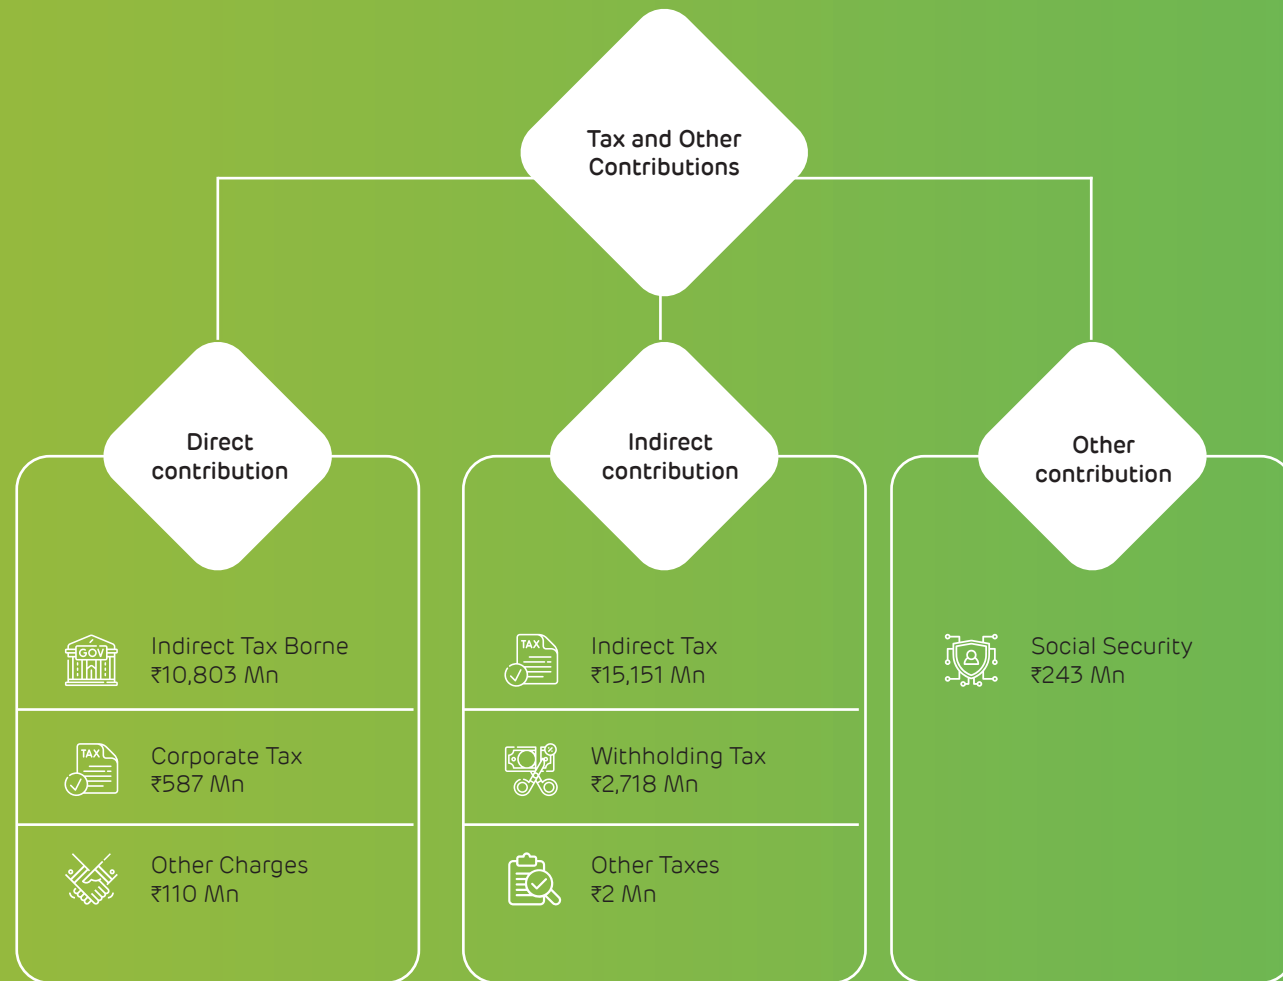 Tax and Other
Contributions
Direct
contribution
GOV
Indirect Tax Borne
₹10,803 Mn
TAX
Corporate Tax
₹587 Mn
Other Charges
₹110 Mn
Indirect
contribution
TAX
Indirect Tax
₹15,151 Mn
Withholding Tax
₹2,718 Mn
Other Taxes
₹2 Mn
Other
contribution
Social Security
₹243 Mn